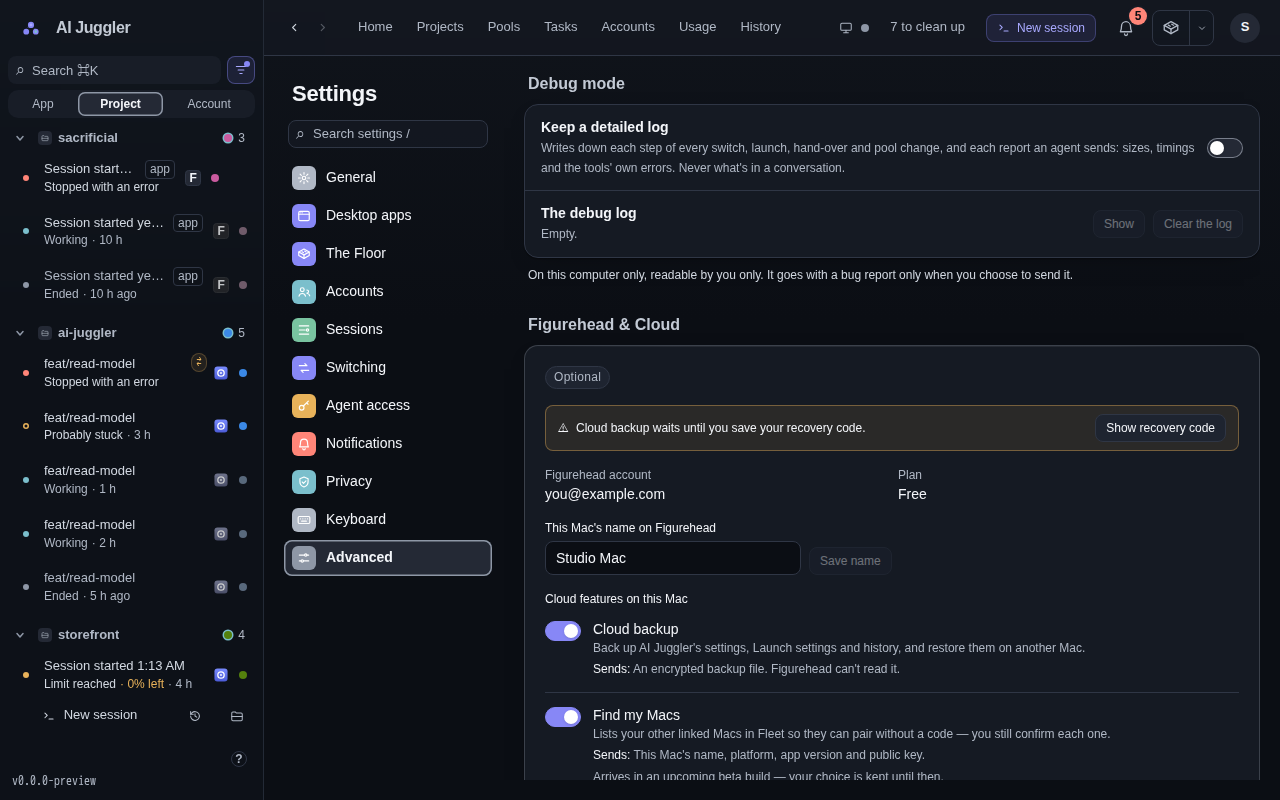 AI Juggler
Search ⌘K
App Project Account
sacrificial 3
Session start… app F
Stopped with an error
Session started ye… app F
Working · 10 h
Session started ye… app F
Ended · 10 h ago
ai-juggler 5
feat/read-model
Stopped with an error
feat/read-model
Probably stuck · 3 h
feat/read-model
Working · 1 h
feat/read-model
Working · 2 h
feat/read-model
Ended · 5 h ago
storefront 4
Session started 1:13 AM
Limit reached · 0% left · 4 h
New session
?
v0.0.0-preview
Home Projects Pools Tasks Accounts Usage History
7 to clean up
New session
5
S
Settings
Search settings /
General
Desktop apps
The Floor
Accounts
Sessions
Switching
Agent access
Notifications
Privacy
Keyboard
Advanced
Debug mode
Keep a detailed log
Writes down each step of every switch, launch, hand-over and pool change, and each report an agent sends: sizes, timings
and the tools' own errors. Never what's in a conversation.
The debug log
Empty.
Show Clear the log
On this computer only, readable by you only. It goes with a bug report only when you choose to send it.
Figurehead & Cloud
Optional
Cloud backup waits until you save your recovery code.
Show recovery code
Figurehead account Plan
you@example.com Free
This Mac's name on Figurehead
Studio Mac Save name
Cloud features on this Mac
Cloud backup
Back up AI Juggler's settings, Launch settings and history, and restore them on another Mac.
Sends: An encrypted backup file. Figurehead can't read it.
Find my Macs
Lists your other linked Macs in Fleet so they can pair without a code — you still confirm each one.
Sends: This Mac's name, platform, app version and public key.
Arrives in an upcoming beta build — your choice is kept until then.